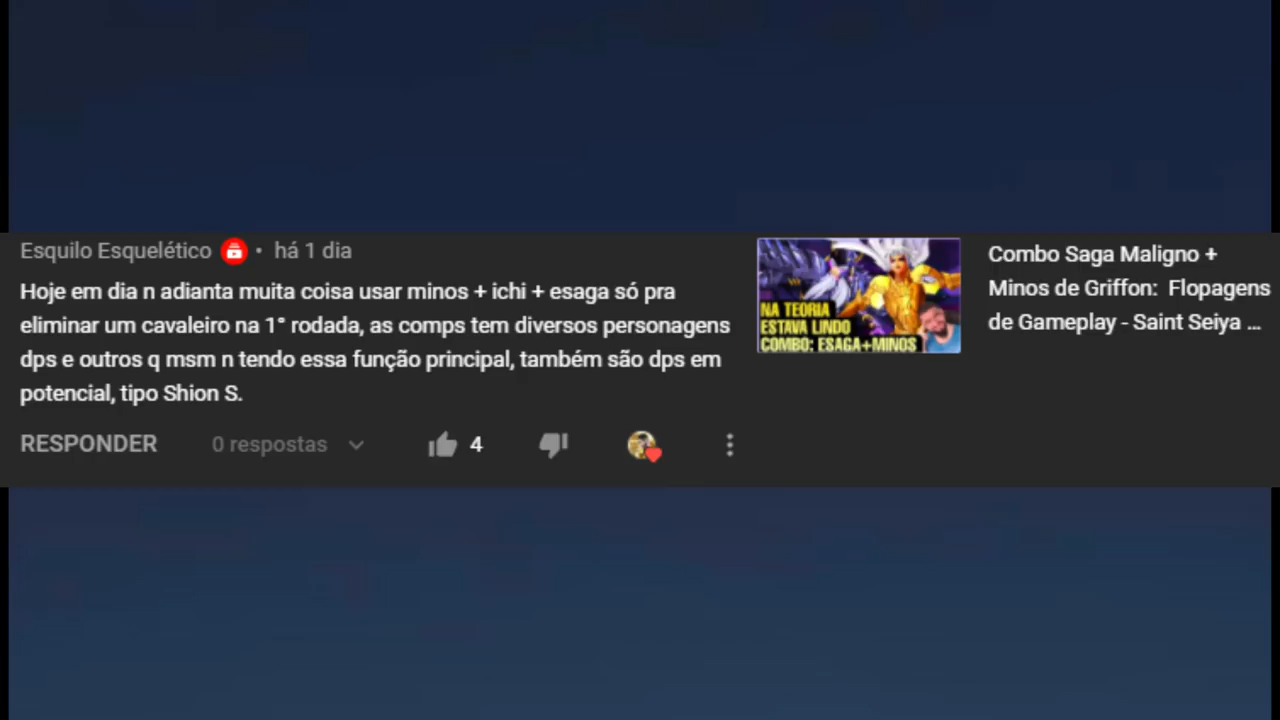 Esquilo Esquelético • há 1 dia
Hoje em dia n adianta muita coisa usar minos + ichi + esaga só pra
eliminar um cavaleiro na 1° rodada, as comps tem diversos personagens
dps e outros q msm n tendo essa função principal, também são dps em
potencial, tipo Shion S.
RESPONDER 0 respostas 4
NA TEORIA
ESTAVA LINDO
COMBO: ESAGA+MINOS
Combo Saga Maligno +
Minos de Griffon: Flopagens
de Gameplay - Saint Seiya ...